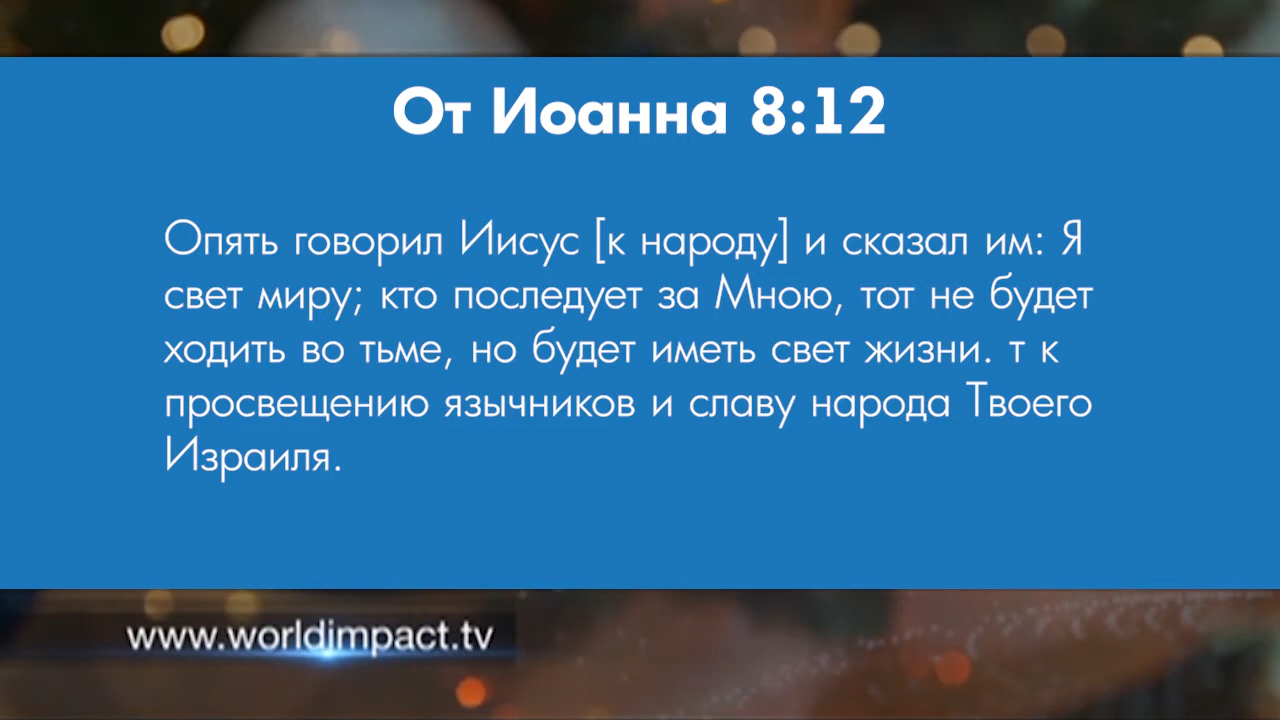 От Иоанна 8:12
Опять говорил Иисус [к народу] и сказал им: Я
свет миру; кто последует за Мною, тот не будет
ходить во тьме, но будет иметь свет жизни. т к
просвещению язычников и славу народа Твоего
Израиля.
www.worldimpact.tv